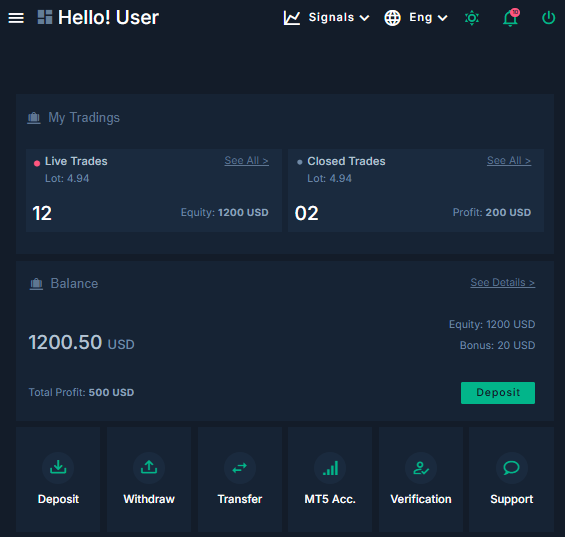 Hello! User Signals Eng 10
My Tradings
Live Trades See All > Closed Trades See All >
Lot: 4.94 Lot: 4.94
12 Equity: 1200 USD 02 Profit: 200 USD
Balance See Details >
Equity: 1200 USD
1200.50 USD
Bonus: 20 USD
Total Profit: 500 USD Deposit
Deposit Withdraw Transfer MT5 Acc. Verification Support